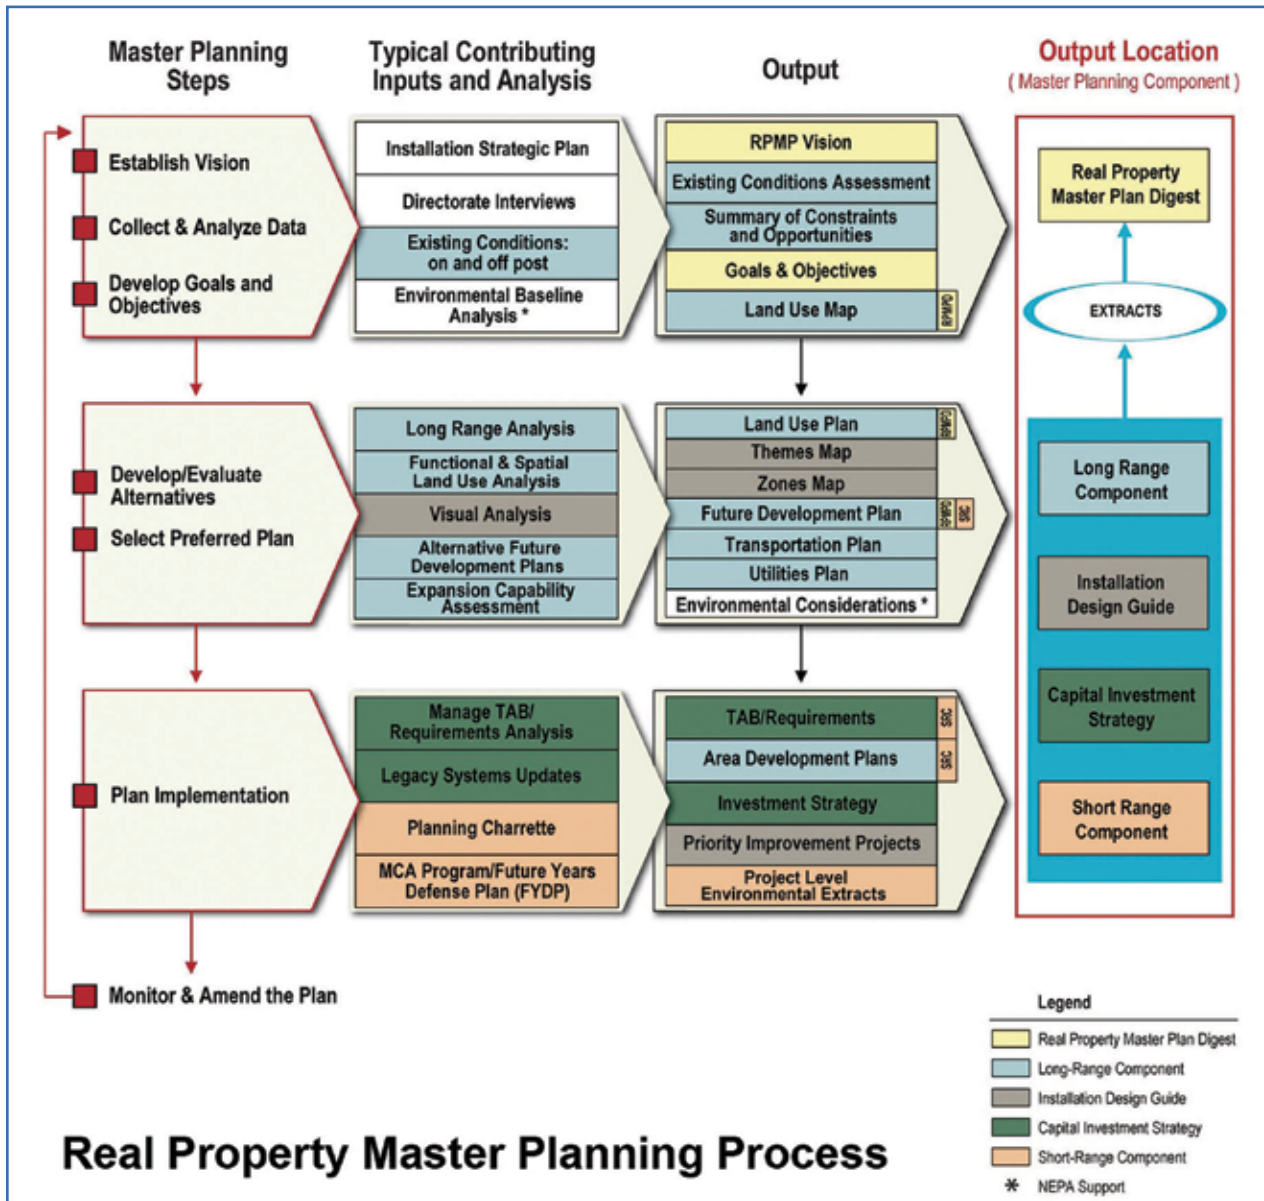 Master Planning
Steps
Typical Contributing
Inputs and Analysis
Output
Output Location
( Master Planning Component )
Establish Vision
Collect & Analyze Data
Develop Goals and
Objectives
Installation Strategic Plan
Directorate Interviews
Existing Conditions:
on and off post
Environmental Baseline
Analysis *
RPMP Vision
Existing Conditions Assessment
Summary of Constraints
and Opportunities
Goals & Objectives
Land Use Map
RPMPD
Real Property
Master Plan Digest
EXTRACTS
Develop/Evaluate
Alternatives
Select Preferred Plan
Long Range Analysis
Functional & Spatial
Land Use Analysis
Visual Analysis
Alternative Future
Development Plans
Expansion Capability
Assessment
Land Use Plan
RPMPD
Themes Map
Zones Map
Future Development Plan
RPMPD
SRC
Transportation Plan
Utilities Plan
Environmental Considerations *
Long Range
Component
Installation
Design Guide
Capital Investment
Strategy
Short Range
Component
Plan Implementation
Manage TAB/
Requirements Analysis
Legacy Systems Updates
Planning Charrette
MCA Program/Future Years
Defense Plan (FYDP)
TAB/Requirements
SRC
Area Development Plans
SRC
Investment Strategy
Priority Improvement Projects
Project Level
Environmental Extracts
Monitor & Amend the Plan
Legend
Real Property Master Plan Digest
Long-Range Component
Installation Design Guide
Capital Investment Strategy
Short-Range Component
* NEPA Support
Real Property Master Planning Process